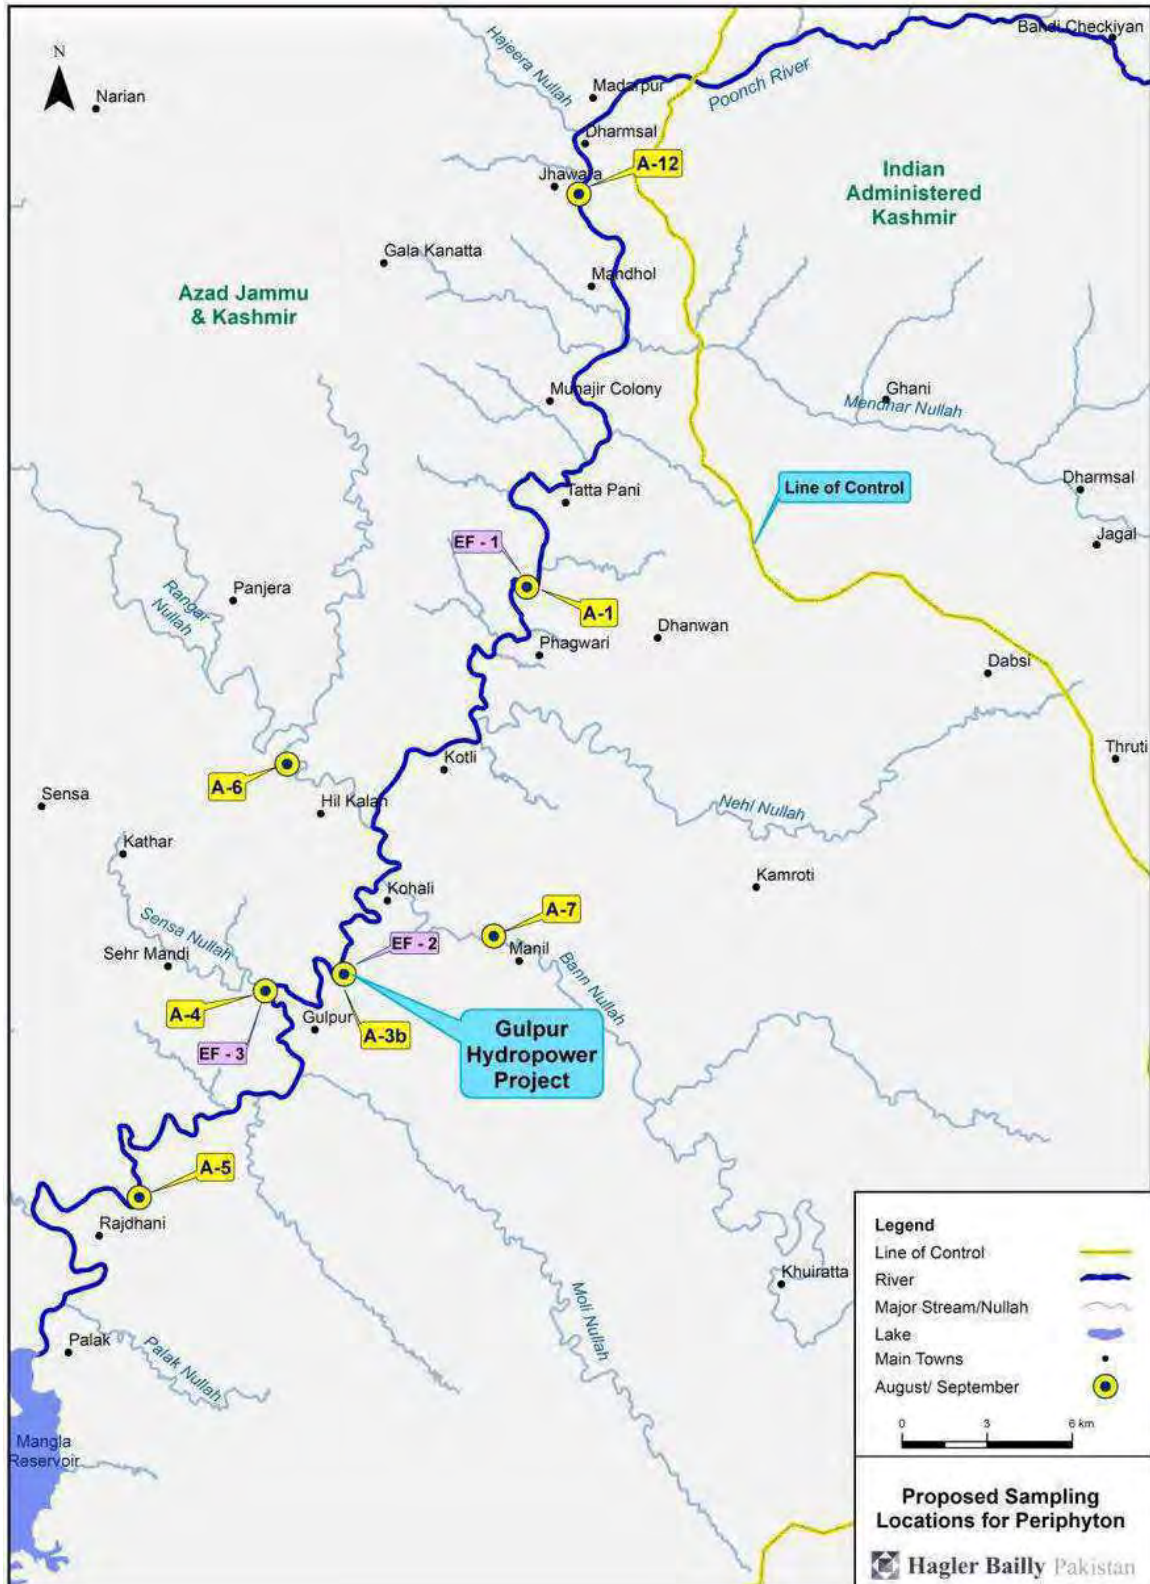 Bandi Checkiyan
N
Hajeera Nullah
Narian
Madarpur
Poonch River
Dharmsal
A-12
Jhawara
Indian
Administered
Kashmir
Gala Kanatta
Mandhol
Azad Jammu
& Kashmir
Ghani
Muhajir Colony
Mendhar Nullah
Line of Control
Dharmsal
Tatta Pani
Jagal
EF - 1
Panjera
Rangar
Nullah
A-1
Dhanwan
Phagwari
Dabsi
Thruti
Kotli
A-6
Sensa
Hil Kalan
Nehl Nullah
Kathar
Kamroti
Kohali
A-7
Sensa Nullah
EF - 2
Sehr Mandi
Manil
Bann Nullah
A-4
Gulpur
A-3b
Gulpur
Hydropower
Project
EF - 3
A-5
Rajdhani
Khuiratta
Moli Nullah
Palak
Palak Nullah
Mangla
Reservoir
Legend
Line of Control
River
Major Stream/Nullah
Lake
Main Towns
August/ September
0 3 6 km
Proposed Sampling
Locations for Periphyton
Hagler Bailly Pakistan